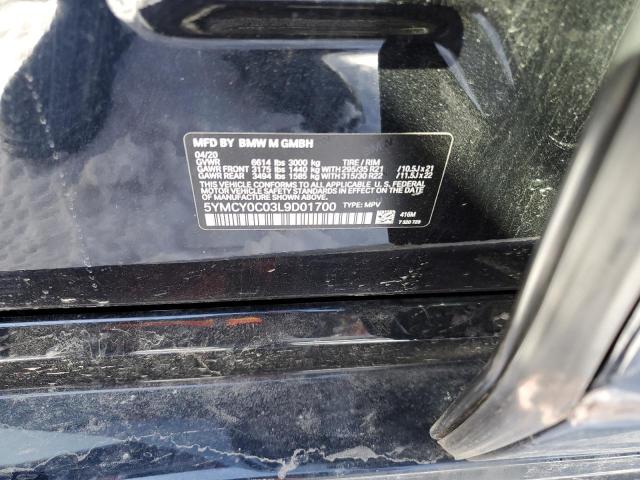 MFD BY BMW M GMBH
04/20
GVWR 6614 lbs 3000 kg TIRE / RIM
GAWR FRONT 3175 lbs 1440 kg WITH 295/35 R21 / 10.5J x 21
GAWR REAR 3494 lbs 1585 kg WITH 315/30 R22 / 11.5J x 22
THIS VEHICLE CONFORMS TO ALL APPLICABLE U.S. FEDERAL MOTOR
VEHICLE SAFETY STANDARDS IN EFFECT ON THE DATE
OF MANUFACTURE SHOWN ABOVE.
5YMCY0C03L9D01700 TYPE: MPV
416M
7 520 729